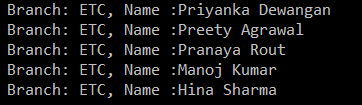 Branch: ETC, Name :Priyanka Dewangan
Branch: ETC, Name :Preety Agrawal
Branch: ETC, Name :Pranaya Rout
Branch: ETC, Name :Manoj Kumar
Branch: ETC, Name :Hina Sharma